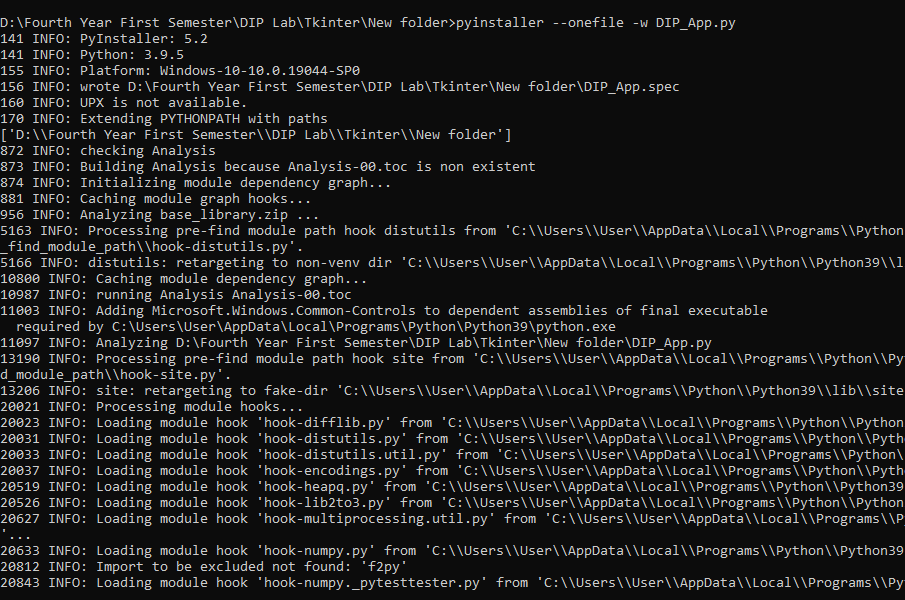 D:\Fourth Year First Semester\DIP Lab\Tkinter\New folder>pyinstaller --onefile -w DIP_App.py
141 INFO: PyInstaller: 5.2
141 INFO: Python: 3.9.5
155 INFO: Platform: Windows-10-10.0.19044-SP0
156 INFO: wrote D:\Fourth Year First Semester\DIP Lab\Tkinter\New folder\DIP_App.spec
160 INFO: UPX is not available.
170 INFO: Extending PYTHONPATH with paths
['D:\\Fourth Year First Semester\\DIP Lab\\Tkinter\\New folder']
872 INFO: checking Analysis
873 INFO: Building Analysis because Analysis-00.toc is non existent
874 INFO: Initializing module dependency graph...
881 INFO: Caching module graph hooks...
956 INFO: Analyzing base_library.zip ...
5163 INFO: Processing pre-find module path hook distutils from 'C:\\Users\\User\\AppData\\Local\\Programs\\Python
_find_module_path\\hook-distutils.py'.
5166 INFO: distutils: retargeting to non-venv dir 'C:\\Users\\User\\AppData\\Local\\Programs\\Python\\Python39\\l
10800 INFO: Caching module dependency graph...
10987 INFO: running Analysis Analysis-00.toc
11003 INFO: Adding Microsoft.Windows.Common-Controls to dependent assemblies of final executable
required by C:\Users\User\AppData\Local\Programs\Python\Python39\python.exe
11097 INFO: Analyzing D:\Fourth Year First Semester\DIP Lab\Tkinter\New folder\DIP_App.py
13190 INFO: Processing pre-find module path hook site from 'C:\\Users\\User\\AppData\\Local\\Programs\\Python\\Py
d_module_path\\hook-site.py'.
13206 INFO: site: retargeting to fake-dir 'C:\\Users\\User\\AppData\\Local\\Programs\\Python\\Python39\\lib\\site
20021 INFO: Processing module hooks...
20023 INFO: Loading module hook 'hook-difflib.py' from 'C:\\Users\\User\\AppData\\Local\\Programs\\Python\\Python
20031 INFO: Loading module hook 'hook-distutils.py' from 'C:\\Users\\User\\AppData\\Local\\Programs\\Python\\Pyth
20033 INFO: Loading module hook 'hook-distutils.util.py' from 'C:\\Users\\User\\AppData\\Local\\Programs\\Python\
20037 INFO: Loading module hook 'hook-encodings.py' from 'C:\\Users\\User\\AppData\\Local\\Programs\\Python\\Pyth
20519 INFO: Loading module hook 'hook-heapq.py' from 'C:\\Users\\User\\AppData\\Local\\Programs\\Python\\Python39
20526 INFO: Loading module hook 'hook-lib2to3.py' from 'C:\\Users\\User\\AppData\\Local\\Programs\\Python\\Python
20627 INFO: Loading module hook 'hook-multiprocessing.util.py' from 'C:\\Users\\User\\AppData\\Local\\Programs\\P
'...
20633 INFO: Loading module hook 'hook-numpy.py' from 'C:\\Users\\User\\AppData\\Local\\Programs\\Python\\Python39
20812 INFO: Import to be excluded not found: 'f2py'
20843 INFO: Loading module hook 'hook-numpy._pytesttester.py' from 'C:\\Users\\User\\AppData\\Local\\Programs\\Py